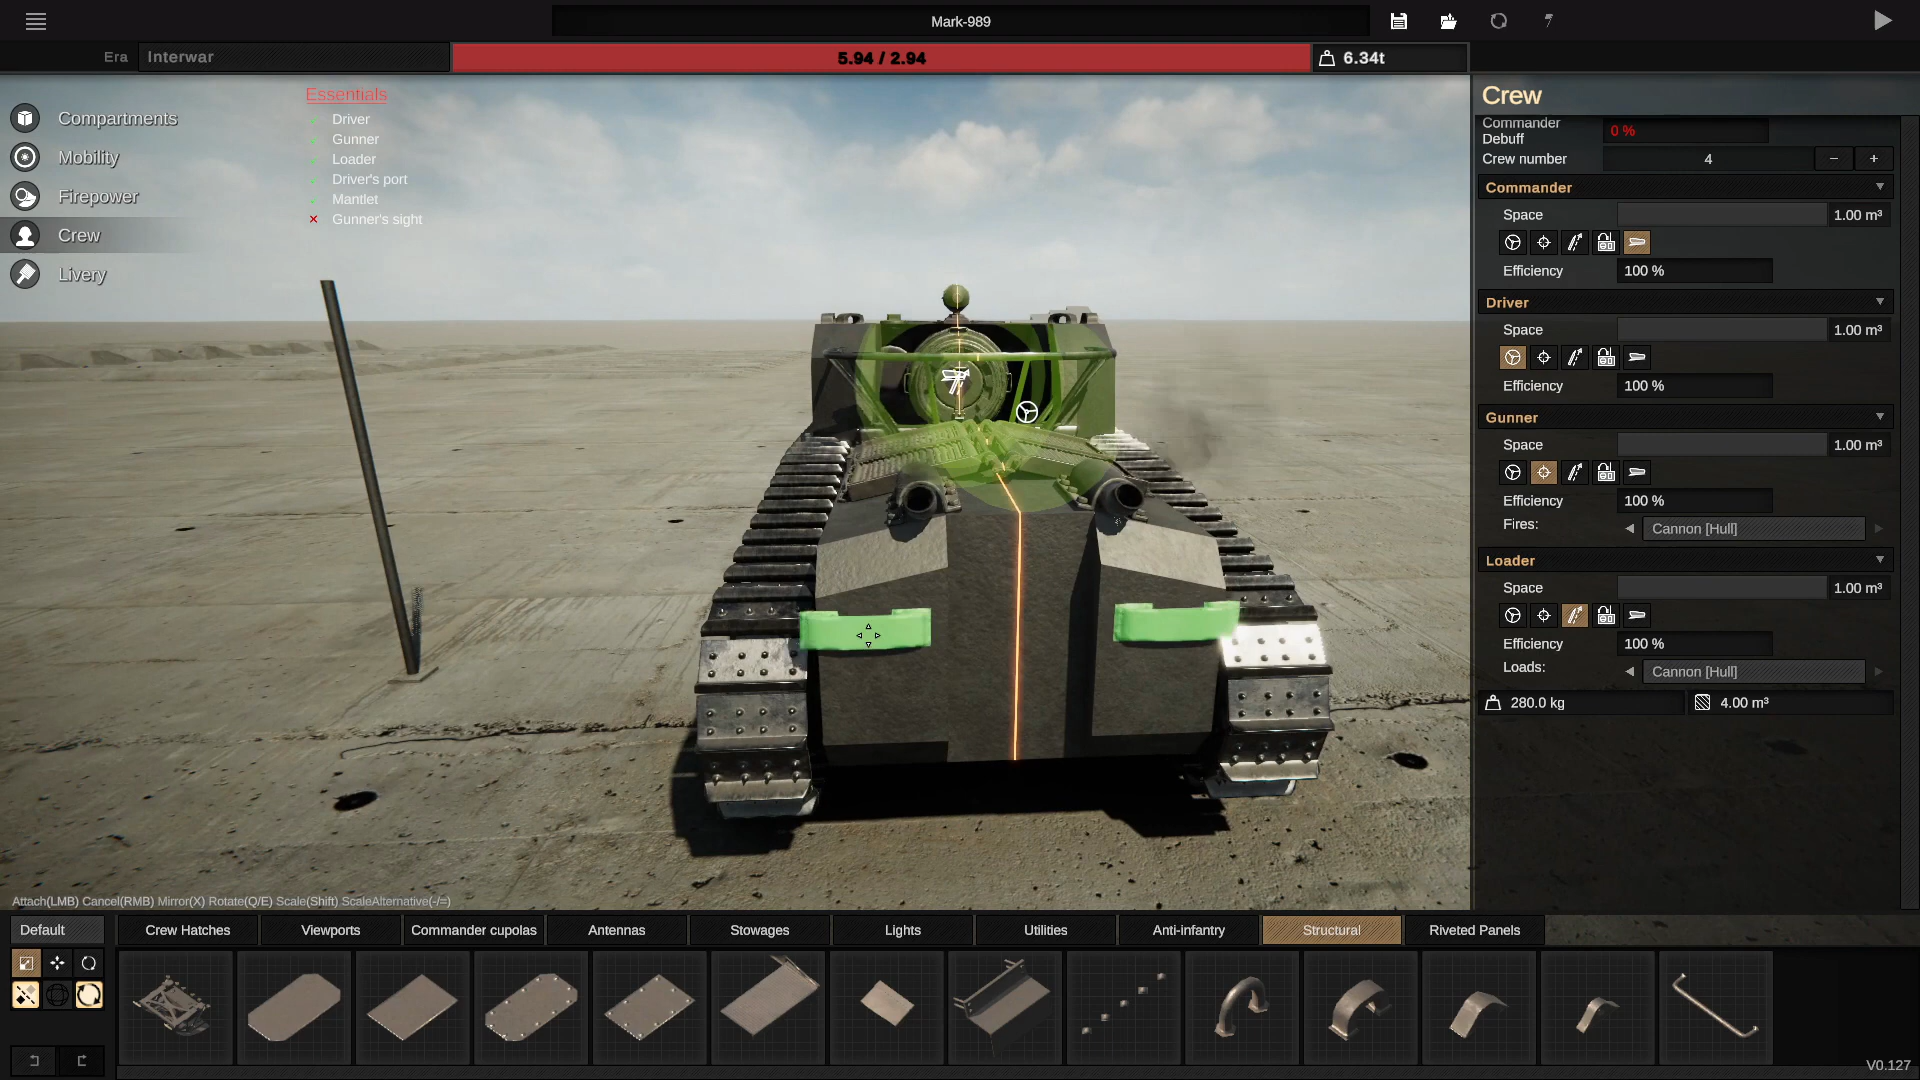 Mark-989
Era
Interwar
5.94 / 2.94
6.34t
Compartments
Mobility
Firepower
Crew
Livery
Essentials
Driver
Gunner
Loader
Driver's port
Mantlet
Gunner's sight
Crew
Commander
Debuff
0 %
Crew number
4
−
+
Commander
Space
1.00 m³
Efficiency
100 %
Driver
Space
1.00 m³
Efficiency
100 %
Gunner
Space
1.00 m³
Efficiency
100 %
Fires:
Cannon [Hull]
Loader
Space
1.00 m³
Efficiency
100 %
Loads:
Cannon [Hull]
280.0 kg
4.00 m³
Attach(LMB) Cancel(RMB) Mirror(X) Rotate(Q/E) Scale(Shift) ScaleAlternative(-/=)
Default
Crew Hatches
Viewports
Commander cupolas
Antennas
Stowages
Lights
Utilities
Anti-infantry
Structural
Riveted Panels
V0.127